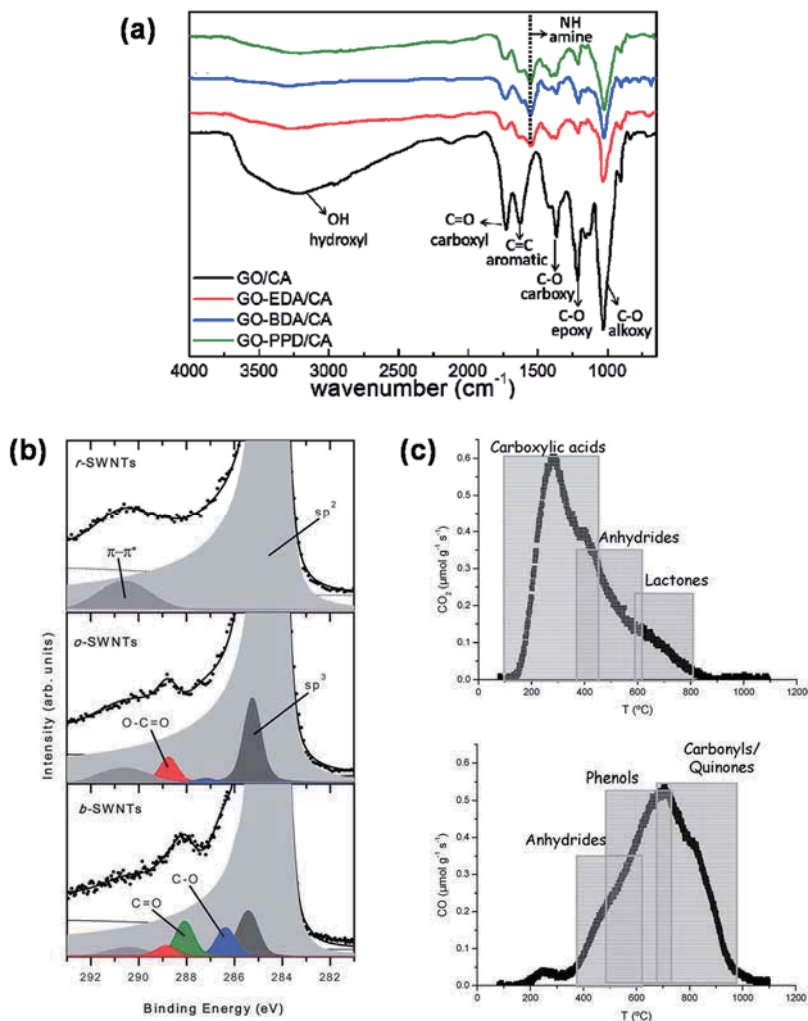 (a)
NH
amine
OH
hydroxyl
C=O
carboxyl
C=C
aromatic
C-O
carboxy
C-O
epoxy
C-O
alkoxy
GO/CA
GO-EDA/CA
GO-BDA/CA
GO-PPD/CA
4000 3500 3000 2500 2000 1500 1000
wavenumber (cm⁻¹)
(b)
r-SWNTs
sp²
π–π*
o-SWNTs
sp³
O-C=O
b-SWNTs
C-O
C=O
Intensity (arb. units)
292 290 288 286 284 282
Binding Energy (eV)
(c)
Carboxylic acids
Anhydrides
Lactones
CO₂ (µmol g⁻¹ s⁻¹)
0.6
0.5
0.4
0.3
0.2
0.1
0.0
0 200 400 600 800 1000 1200
T (ºC)
Carbonyls/
Quinones
Phenols
Anhydrides
CO (µmol g⁻¹ s⁻¹)
0.6
0.5
0.4
0.3
0.2
0.1
0.0
0 200 400 600 800 1000 1200
T (ºC)